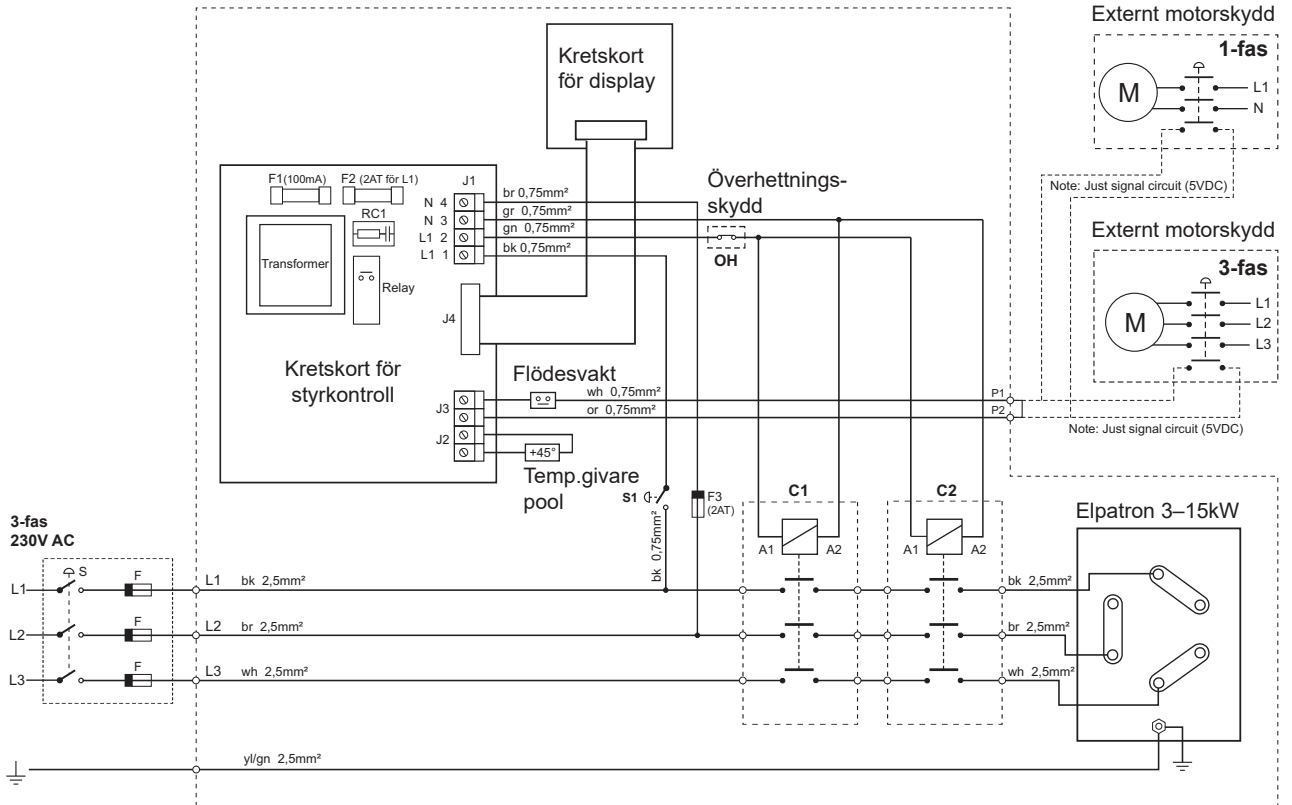 Externt motorskydd
1-fas
M
L1
N
Note: Just signal circuit (5VDC)
Externt motorskydd
3-fas
M
L1
L2
L3
Note: Just signal circuit (5VDC)
Kretskort
för display
F1(100mA)
F2 (2AT för L1)
J1
RC1
N 4
N 3
L1 2
L1 1
br 0,75mm²
gr 0,75mm²
gn 0,75mm²
bk 0,75mm²
Överhettnings-
skydd
OH
Transformer
Relay
J4
Kretskort för
styrkontroll
Flödesvakt
J3
wh 0,75mm²
or 0,75mm²
P1
P2
J2
+45°
Temp.givare
pool
S1
F3
(2AT)
bk 0,75mm²
C1
A1
A2
C2
A1
A2
Elpatron 3–15kW
3-fas
230V AC
S
F
L1
L1
bk 2,5mm²
bk 2,5mm²
F
L2
L2
br 2,5mm²
br 2,5mm²
F
L3
L3
wh 2,5mm²
wh 2,5mm²
yl/gn 2,5mm²